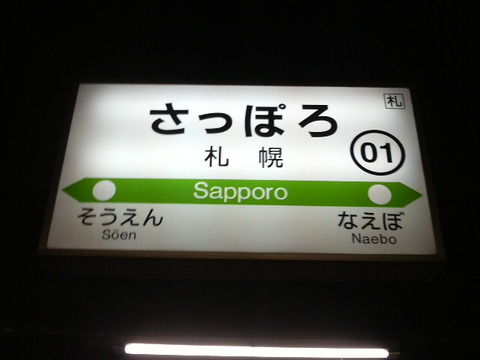 札
さっぽろ
札幌
01
Sapporo
そうえん
Sōen
なえぼ
Naebo